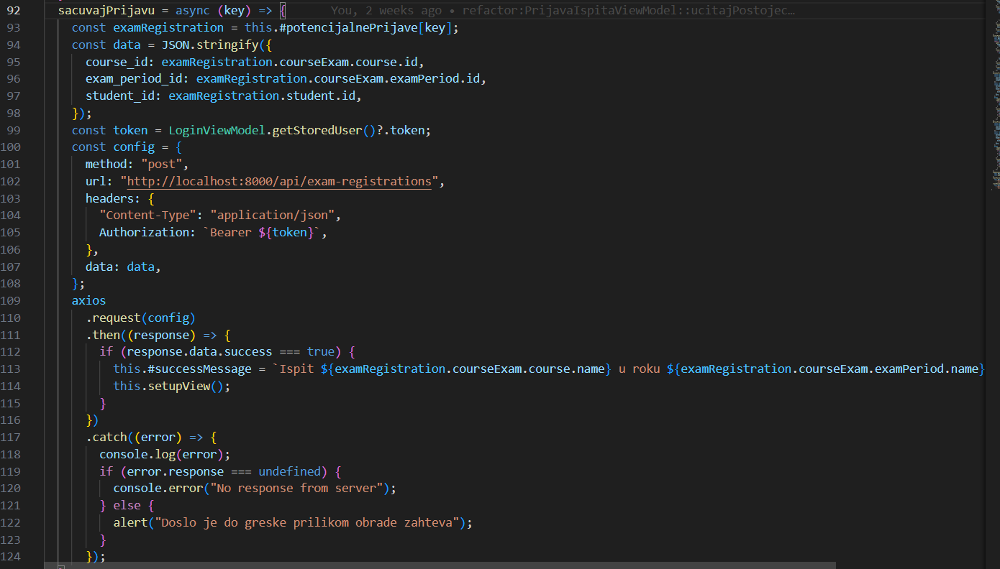 92 sacuvajPrijavu = async (key) => { You, 2 weeks ago • refactor:PrijavaIspitaViewModel::ucitajPostojec…
93 const examRegistration = this.#potencijalnePrijave[key];
94 const data = JSON.stringify({
95 course_id: examRegistration.courseExam.course.id,
96 exam_period_id: examRegistration.courseExam.examPeriod.id,
97 student_id: examRegistration.student.id,
98 });
99 const token = LoginViewModel.getStoredUser()?.token;
100 const config = {
101 method: "post",
102 url: "http://localhost:8000/api/exam-registrations",
103 headers: {
104 "Content-Type": "application/json",
105 Authorization: `Bearer ${token}`,
106 },
107 data: data,
108 };
109 axios
110 .request(config)
111 .then((response) => {
112 if (response.data.success === true) {
113 this.#successMessage = `Ispit ${examRegistration.courseExam.course.name} u roku ${examRegistration.courseExam.examPeriod.name}
114 this.setupView();
115 }
116 })
117 .catch((error) => {
118 console.log(error);
119 if (error.response === undefined) {
120 console.error("No response from server");
121 } else {
122 alert("Doslo je do greske prilikom obrade zahteva");
123 }
124 });